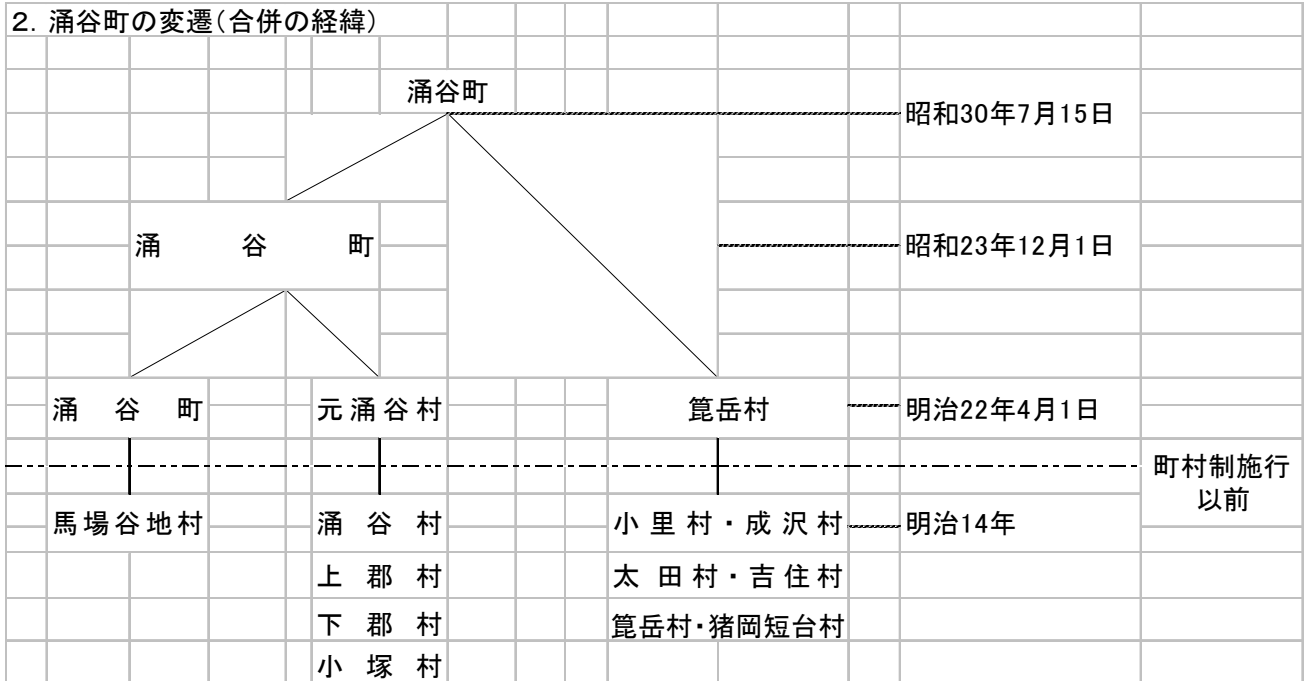 2．涌谷町の変遷(合併の経緯)
涌谷町
昭和30年7月15日
涌谷町
昭和23年12月1日
涌谷町 元涌谷村 箟岳村 明治22年4月1日
町村制施行
以前
馬場谷地村 涌谷村 小里村・成沢村 明治14年
上郡村 太田村・吉住村
下郡村 箟岳村・猪岡短台村
小塚村